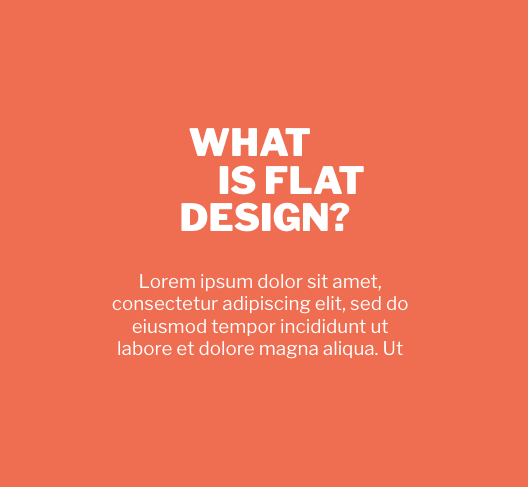 WHAT
IS FLAT
DESIGN?
Lorem ipsum dolor sit amet,
consectetur adipiscing elit, sed do
eiusmod tempor incididunt ut
labore et dolore magna aliqua. Ut